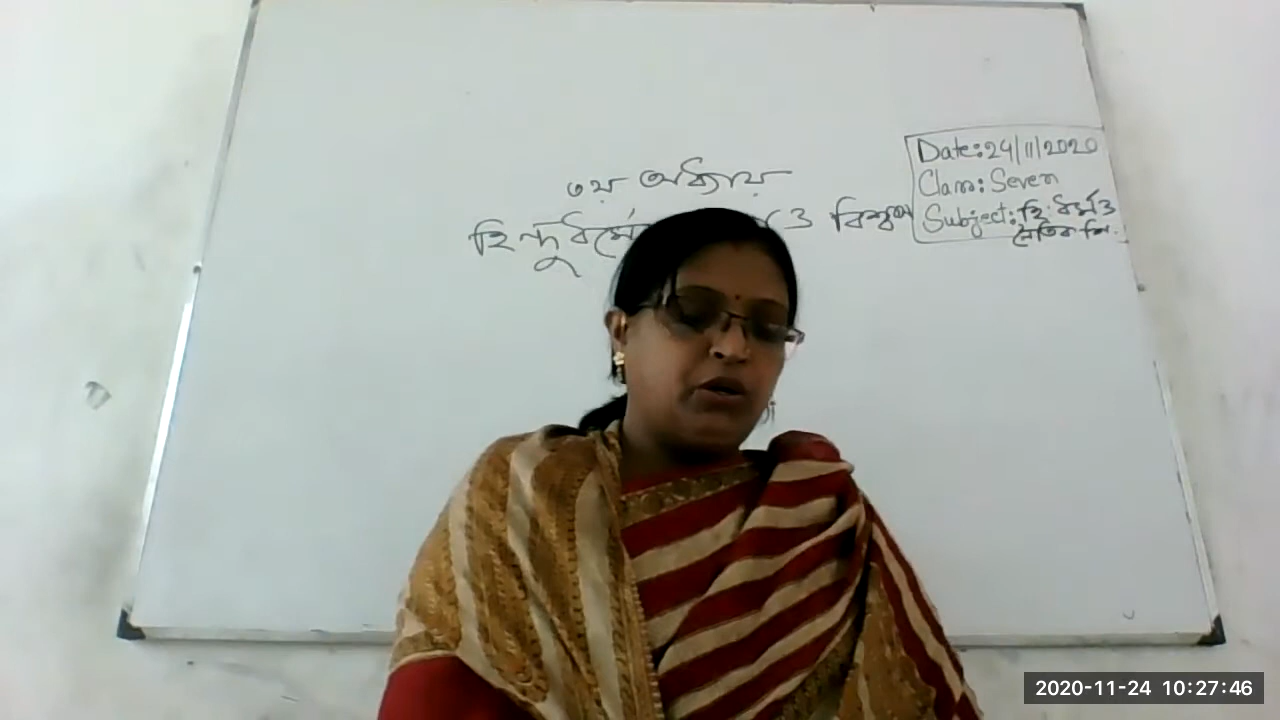 ৩য় অধ্যায়
হিন্দুধর্মের ও
Date: 24/11/2020
Class: Seven
Subject: হি. ধর্ম ও
নৈতিক শি.
2020-11-24 10:27:46